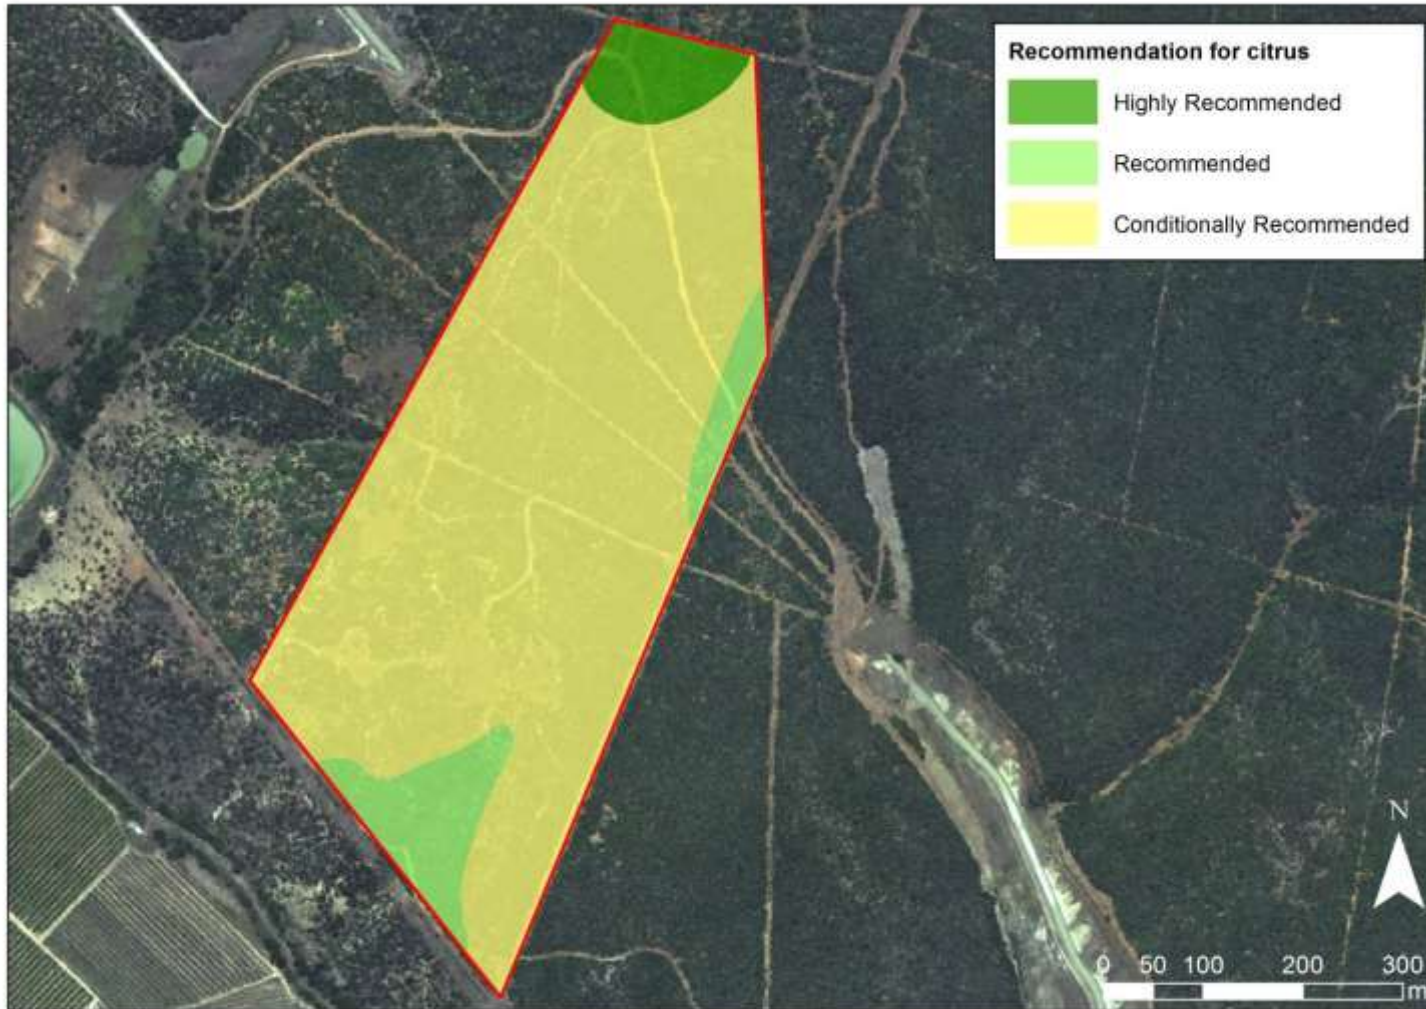 Recommendation for citrus
Highly Recommended
Recommended
Conditionally Recommended
N
0 50 100 200 300
m